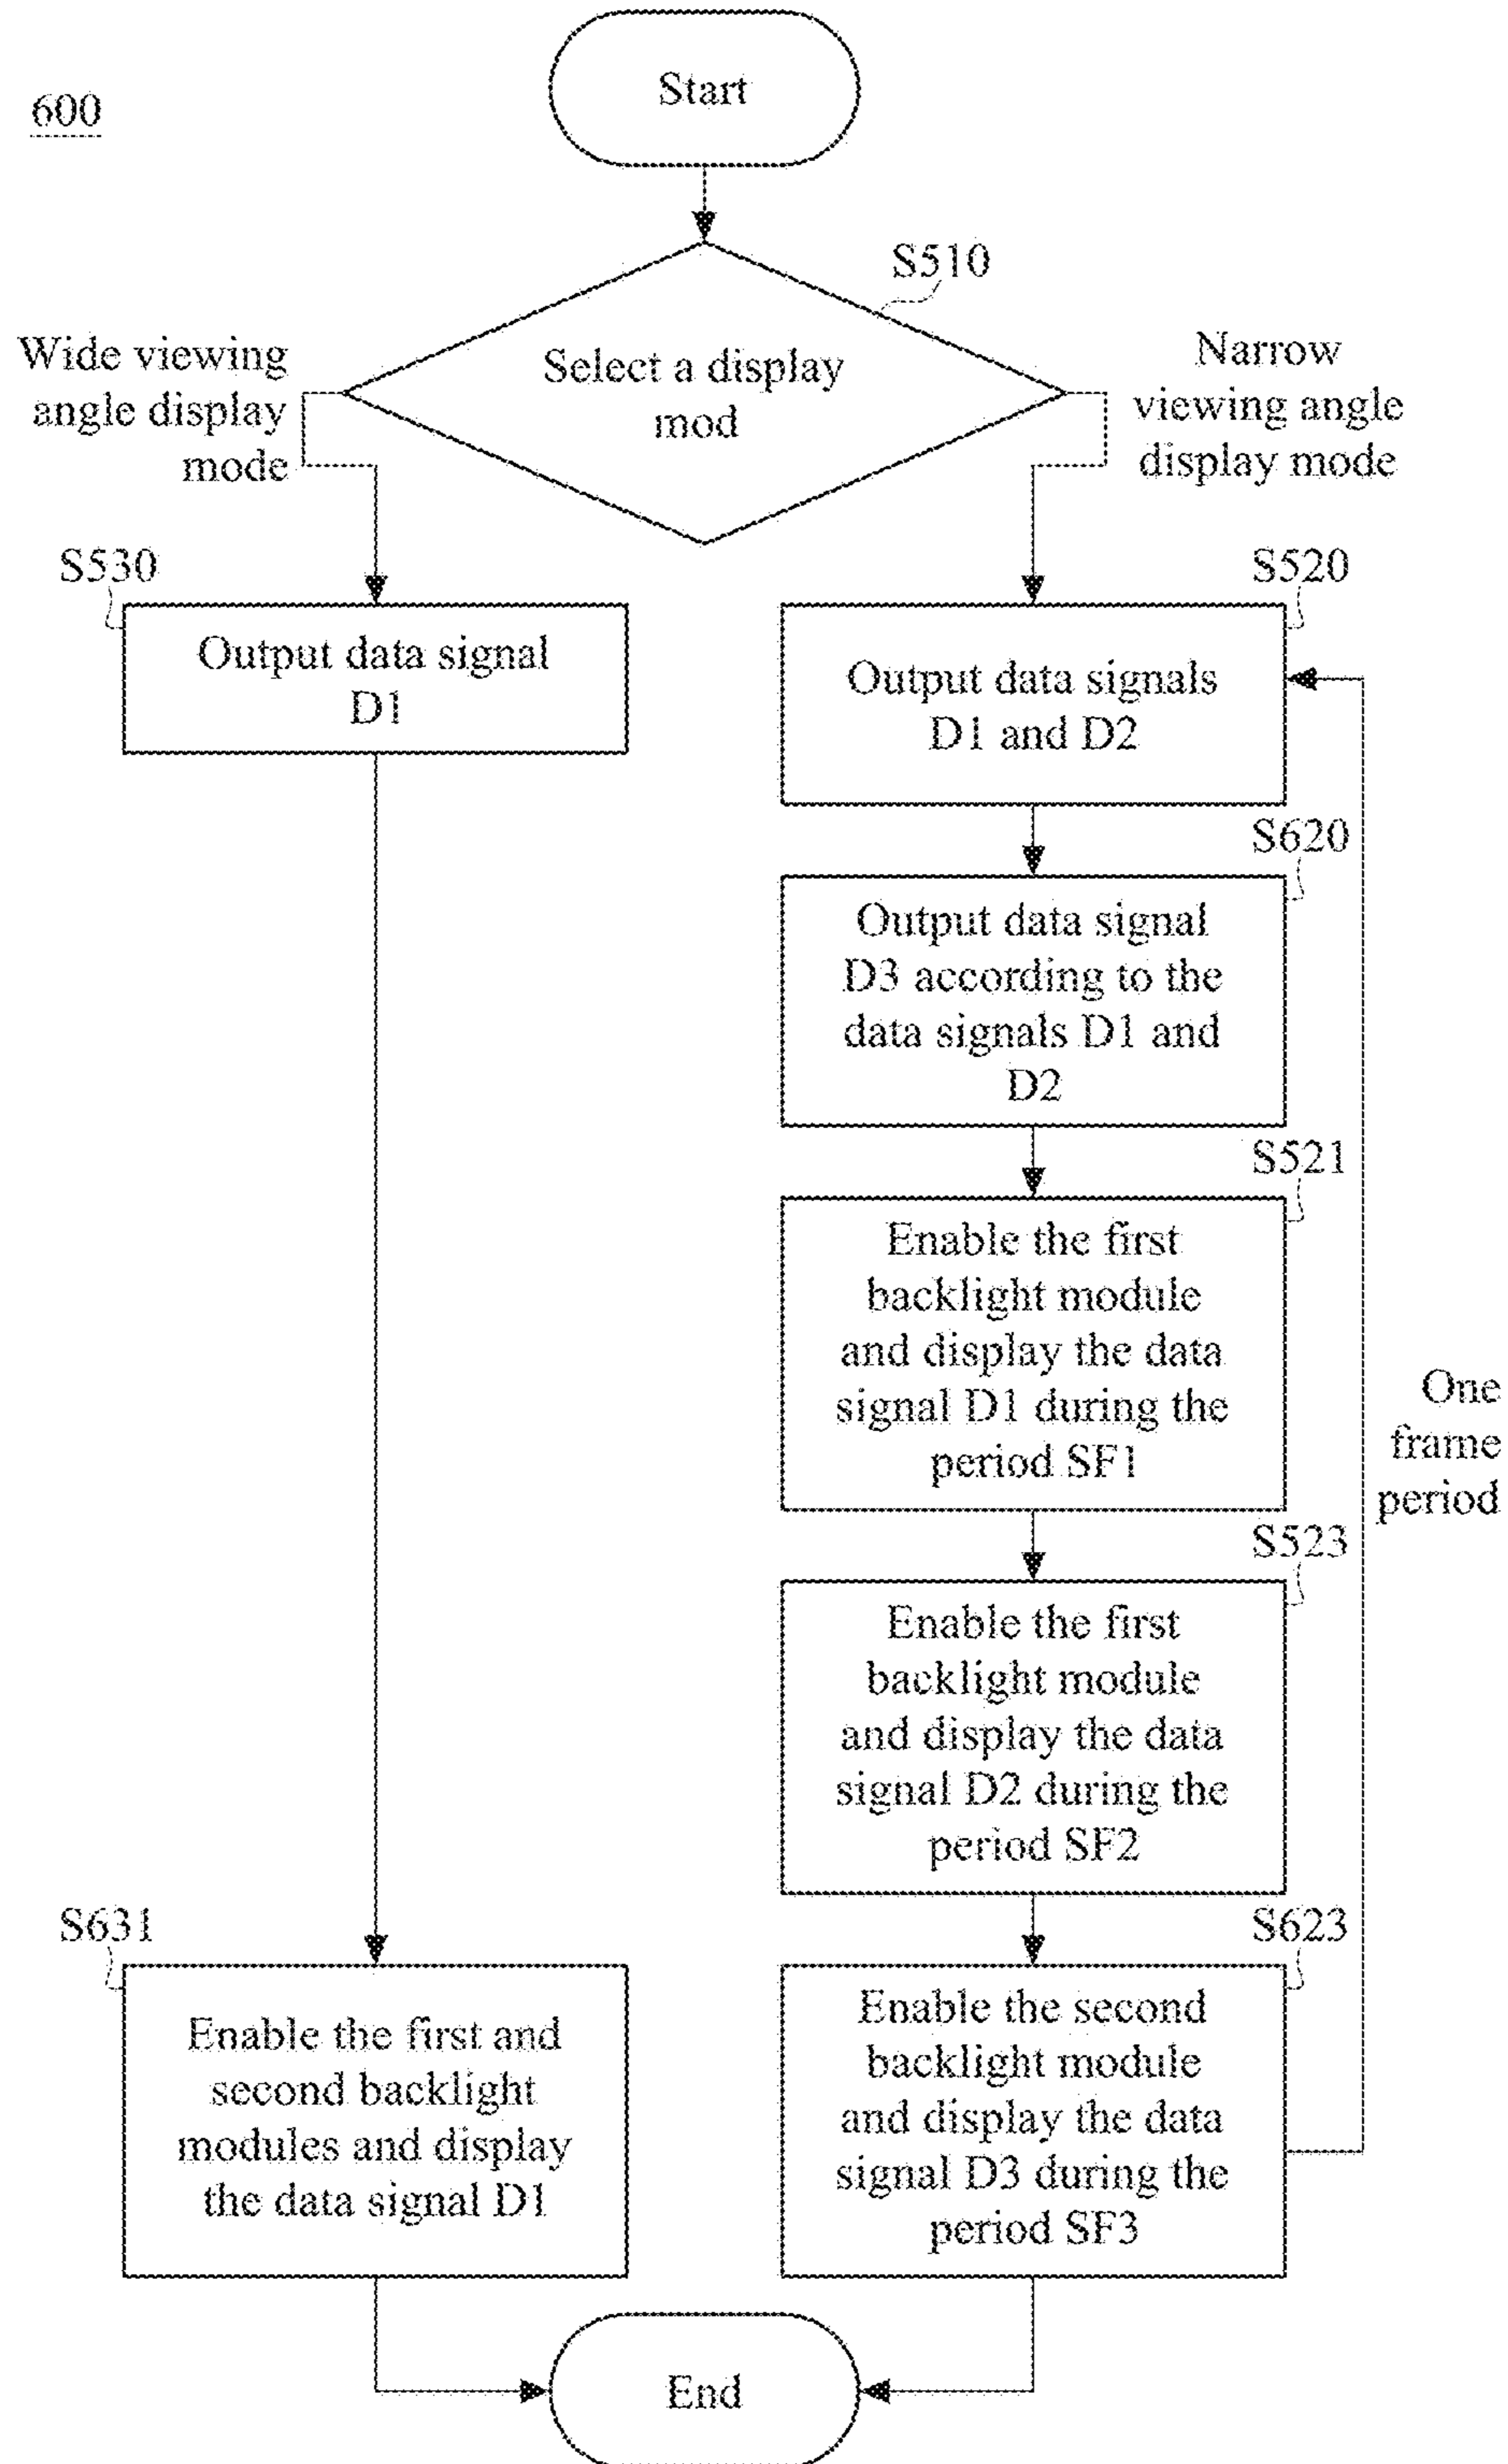 600
Start
S510
Select a display
mod
Wide viewing
angle display
mode
Narrow
viewing angle
display mode
S530
Output data signal
D1
S520
Output data signals
D1 and D2
S620
Output data signal
D3 according to the
data signals D1 and
D2
S521
Enable the first
backlight module
and display the data
signal D1 during the
period SF1
One
frame
period
S523
Enable the first
backlight module
and display the data
signal D2 during the
period SF2
S631
Enable the first and
second backlight
modules and display
the data signal D1
S623
Enable the second
backlight module
and display the data
signal D3 during the
period SF3
End